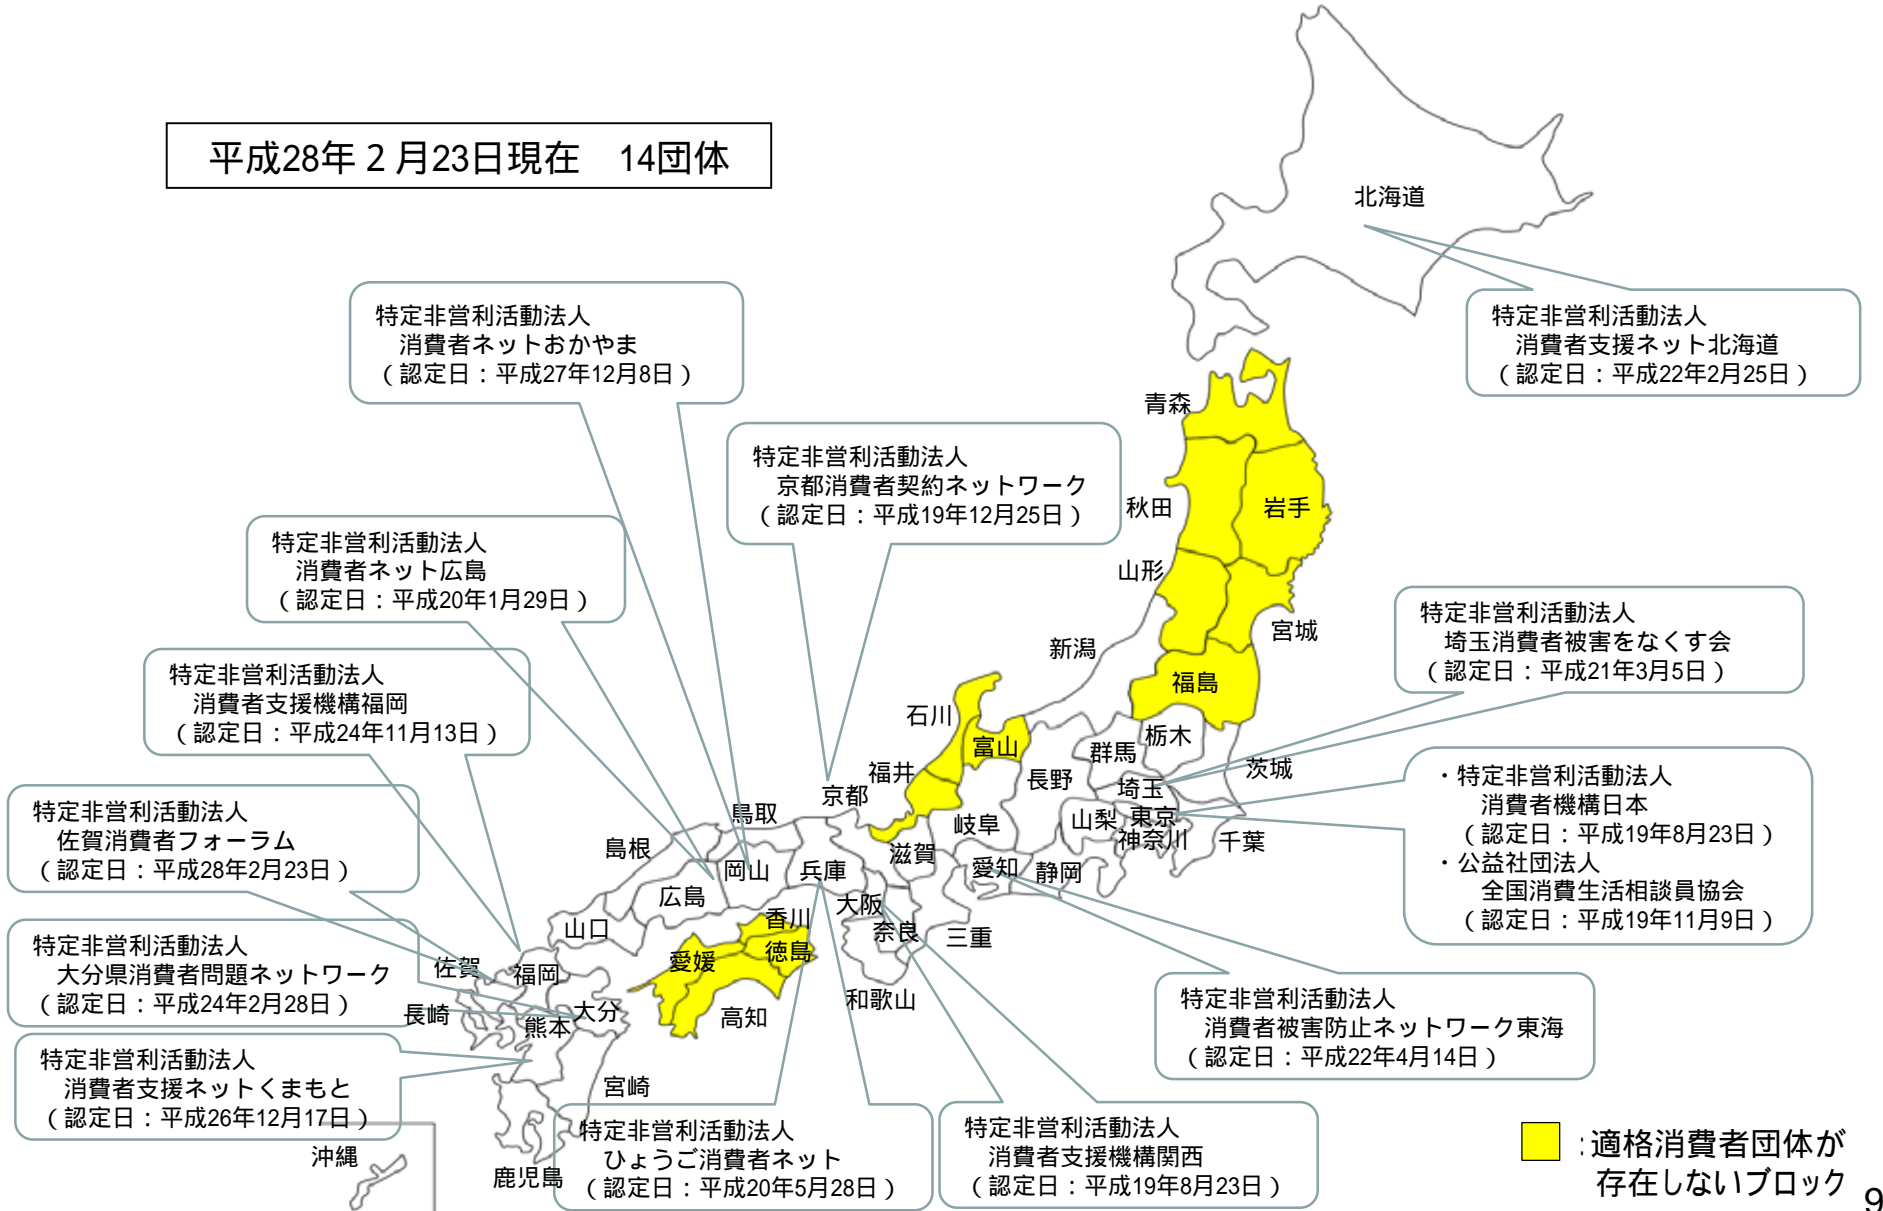 平成28年２月23日現在　14団体
北海道
特定非営利活動法人
消費者支援ネット北海道
（認定日：平成22年2月25日）
特定非営利活動法人
消費者ネットおかやま
（認定日：平成27年12月8日）
青森
特定非営利活動法人
京都消費者契約ネットワーク
（認定日：平成19年12月25日）
秋田
岩手
特定非営利活動法人
消費者ネット広島
（認定日：平成20年1月29日）
山形
宮城
特定非営利活動法人
埼玉消費者被害をなくす会
（認定日：平成21年3月5日）
新潟
福島
特定非営利活動法人
消費者支援機構福岡
（認定日：平成24年11月13日）
石川
富山
群馬
栃木
茨城
福井
長野
埼玉
・特定非営利活動法人
消費者機構日本
（認定日：平成19年8月23日）
・公益社団法人
全国消費生活相談員協会
（認定日：平成19年11月9日）
京都
鳥取
岐阜
山梨
東京
神奈川
千葉
特定非営利活動法人
佐賀消費者フォーラム
（認定日：平成28年2月23日）
島根
岡山
兵庫
滋賀
愛知
静岡
広島
大阪
山口
香川
奈良
三重
特定非営利活動法人
大分県消費者問題ネットワーク
（認定日：平成24年2月28日）
佐賀
福岡
愛媛
徳島
和歌山
長崎
熊本
大分
高知
特定非営利活動法人
消費者被害防止ネットワーク東海
（認定日：平成22年4月14日）
特定非営利活動法人
消費者支援ネットくまもと
（認定日：平成26年12月17日）
宮崎
沖縄
鹿児島
特定非営利活動法人
ひょうご消費者ネット
（認定日：平成20年5月28日）
特定非営利活動法人
消費者支援機構関西
（認定日：平成19年8月23日）
：適格消費者団体が
存在しないブロック
9